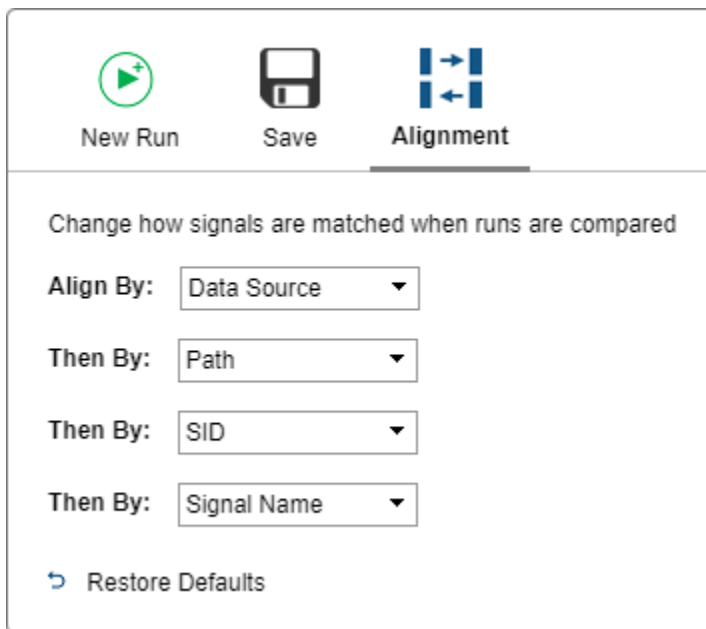 New Run Save Alignment
Change how signals are matched when runs are compared
Align By: Data Source
Then By: Path
Then By: SID
Then By: Signal Name
Restore Defaults